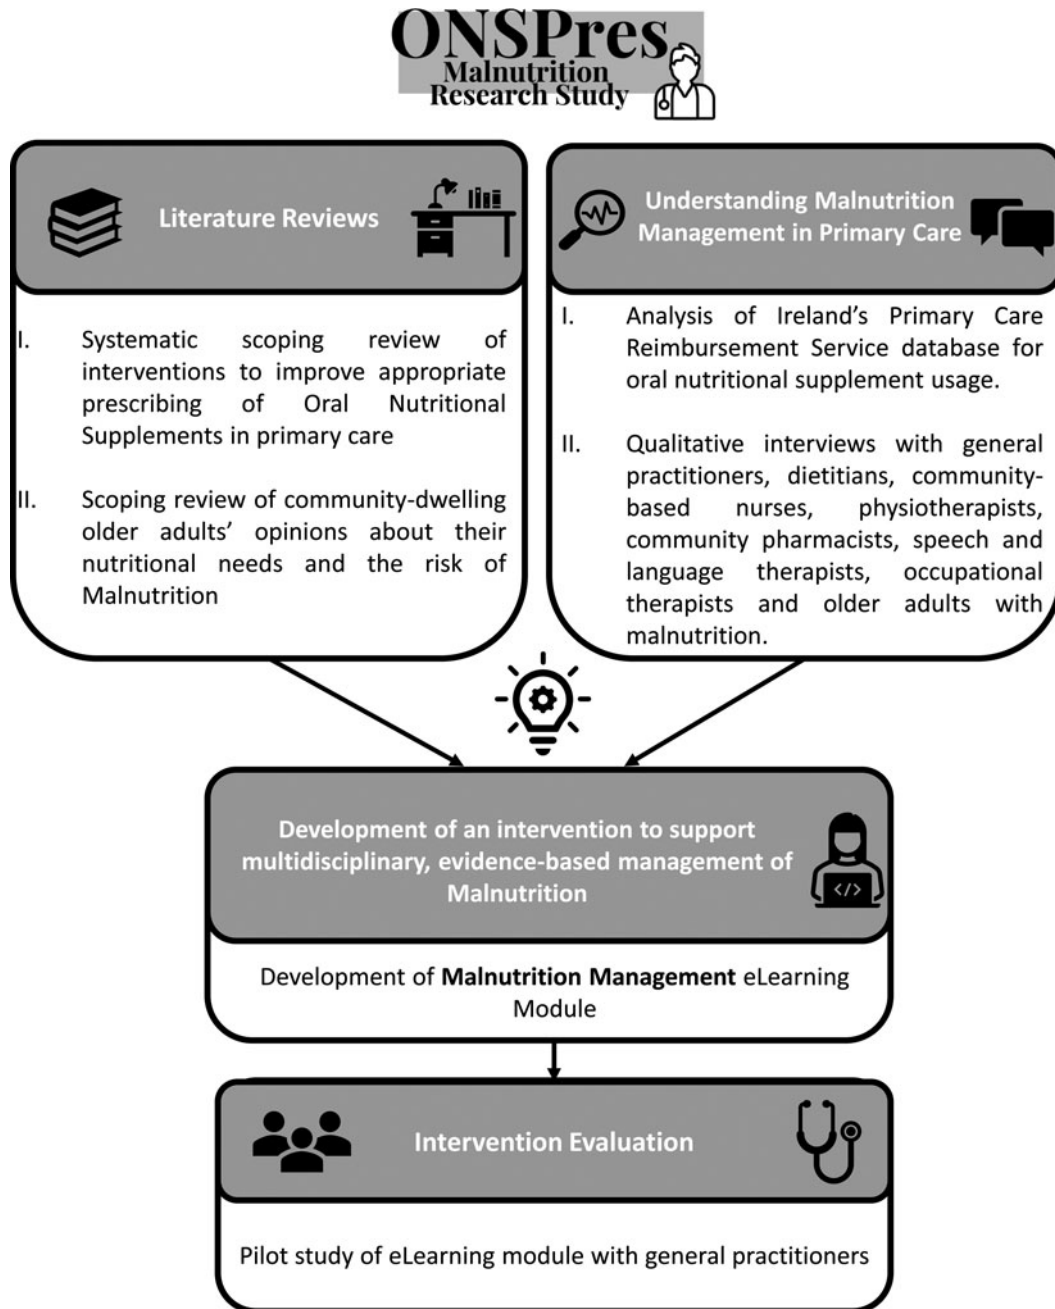 ONSPres
Malnutrition
Research Study
Literature Reviews
I. Systematic scoping review of
interventions to improve appropriate
prescribing of Oral Nutritional
Supplements in primary care
II. Scoping review of community-dwelling
older adults' opinions about their
nutritional needs and the risk of
Malnutrition
Understanding Malnutrition
Management in Primary Care
I. Analysis of Ireland's Primary Care
Reimbursement Service database for
oral nutritional supplement usage.
II. Qualitative interviews with general
practitioners, dietitians, community-
based nurses, physiotherapists,
community pharmacists, speech and
language therapists, occupational
therapists and older adults with
malnutrition.
Development of an intervention to support
multidisciplinary, evidence-based management of
Malnutrition
</>
Development of Malnutrition Management eLearning
Module
Intervention Evaluation
Pilot study of eLearning module with general practitioners